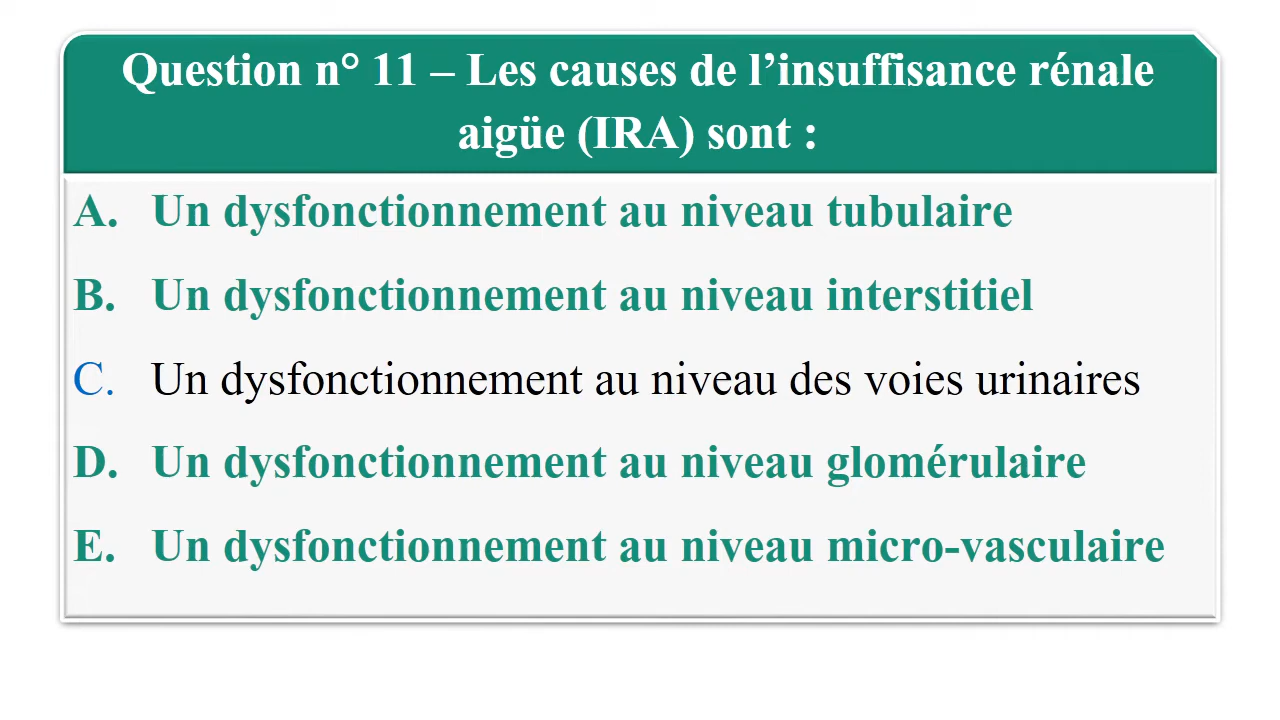 Question n° 11 – Les causes de l’insuffisance rénale
aigüe (IRA) sont :
A. Un dysfonctionnement au niveau tubulaire
B. Un dysfonctionnement au niveau interstitiel
C. Un dysfonctionnement au niveau des voies urinaires
D. Un dysfonctionnement au niveau glomérulaire
E. Un dysfonctionnement au niveau micro-vasculaire